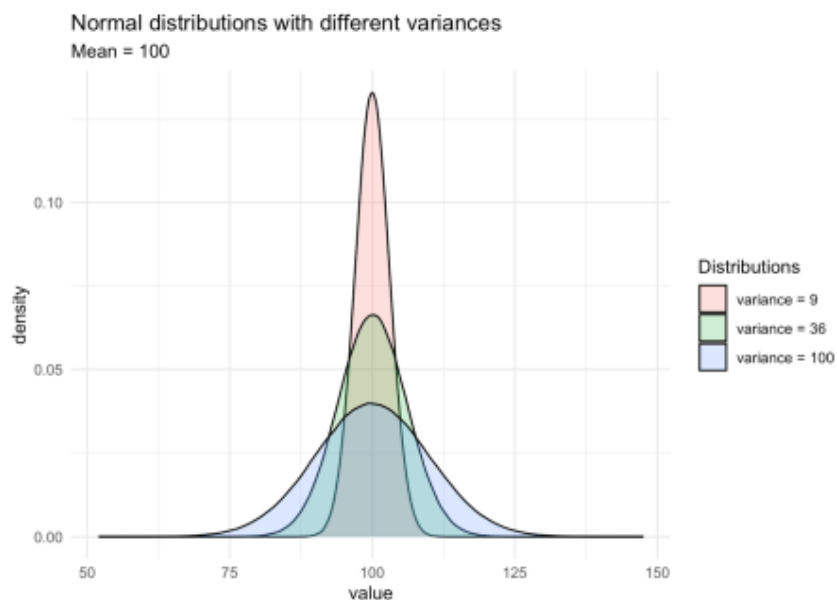 Normal distributions with different variances
Mean = 100
0.10
0.05
0.00
density
50 75 100 125 150
value
Distributions
variance = 9
variance = 36
variance = 100